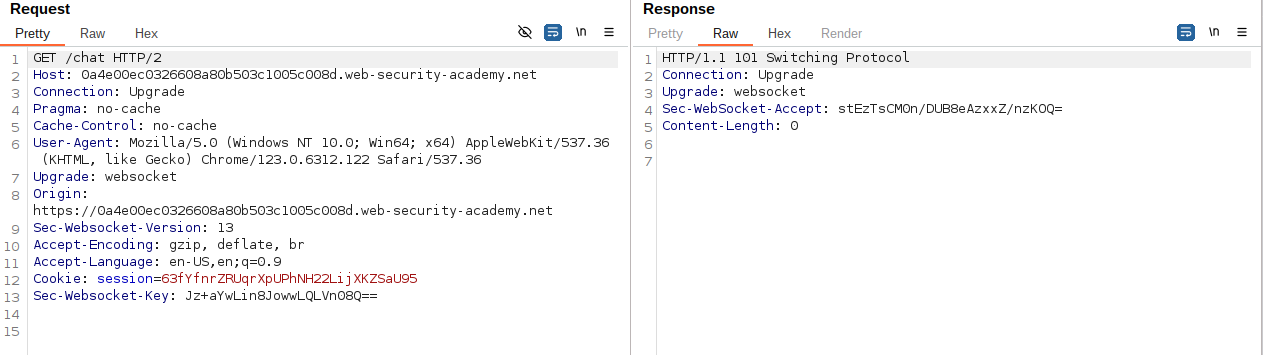 Request
Pretty Raw Hex
\n
1 GET /chat HTTP/2
2 Host: 0a4e00ec0326608a80b503c1005c008d.web-security-academy.net
3 Connection: Upgrade
4 Pragma: no-cache
5 Cache-Control: no-cache
6 User-Agent: Mozilla/5.0 (Windows NT 10.0; Win64; x64) AppleWebKit/537.36
(KHTML, like Gecko) Chrome/123.0.6312.122 Safari/537.36
7 Upgrade: websocket
8 Origin:
https://0a4e00ec0326608a80b503c1005c008d.web-security-academy.net
9 Sec-Websocket-Version: 13
10 Accept-Encoding: gzip, deflate, br
11 Accept-Language: en-US,en;q=0.9
12 Cookie: session=63fYfnrZRUqrXpUPhNH22LijXKZSaU95
13 Sec-Websocket-Key: Jz+aYwLin8JowwLQLVnO8Q==
14
15
Response
Pretty Raw Hex Render
\n
1 HTTP/1.1 101 Switching Protocol
2 Connection: Upgrade
3 Upgrade: websocket
4 Sec-WebSocket-Accept: stEzTsCMOn/DUB8eAzxxZ/nzKOQ=
5 Content-Length: 0
6
7